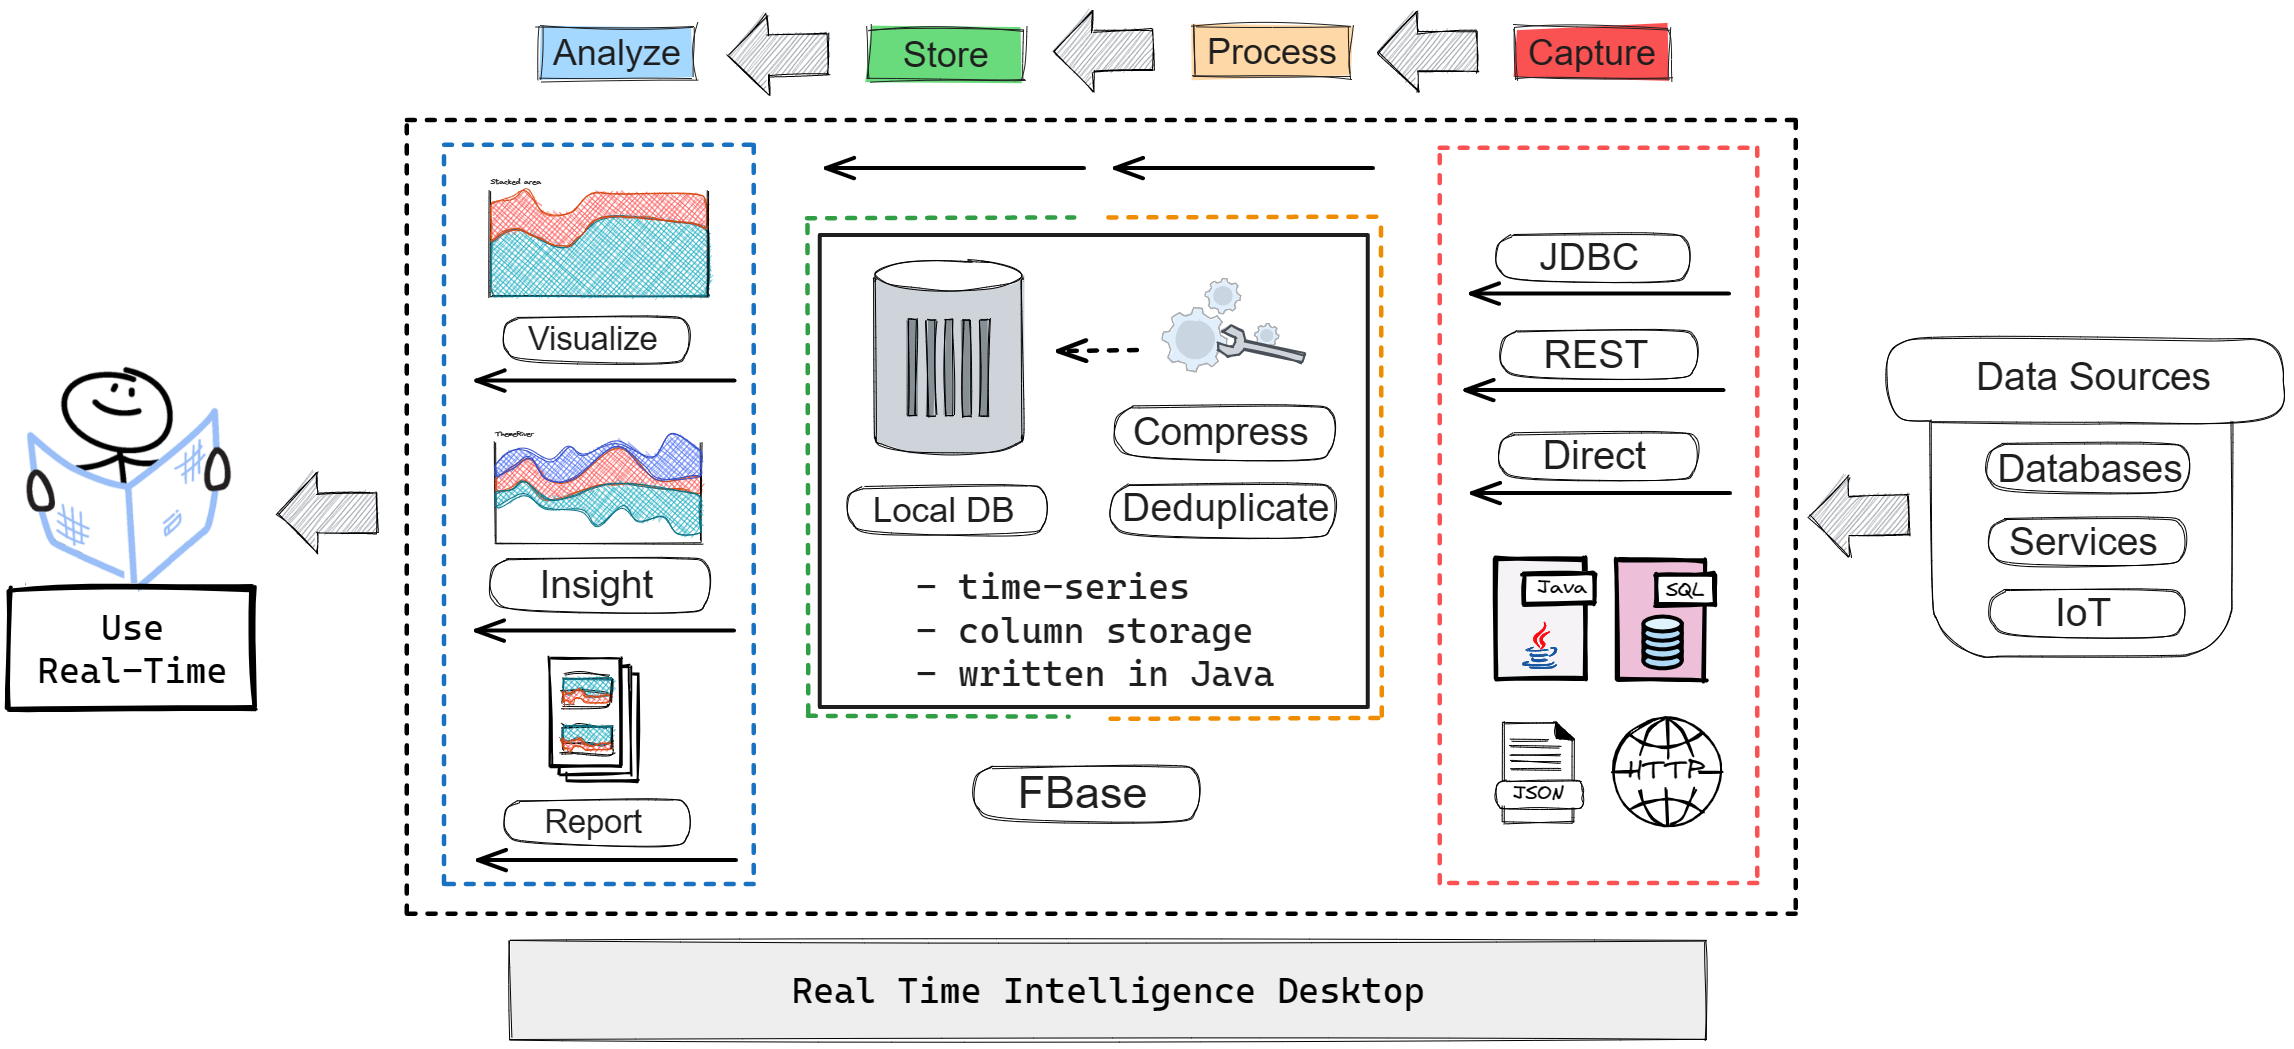 Analyze
Store
Process
Capture
Stacked area
Visualize
ThemeRiver
Insight
Report
Local DB
Compress
Deduplicate
- time-series
- column storage
- written in Java
FBase
JDBC
REST
Direct
Java
SQL
JSON
HTTP
Data Sources
Databases
Services
IoT
Use
Real-Time
Real Time Intelligence Desktop